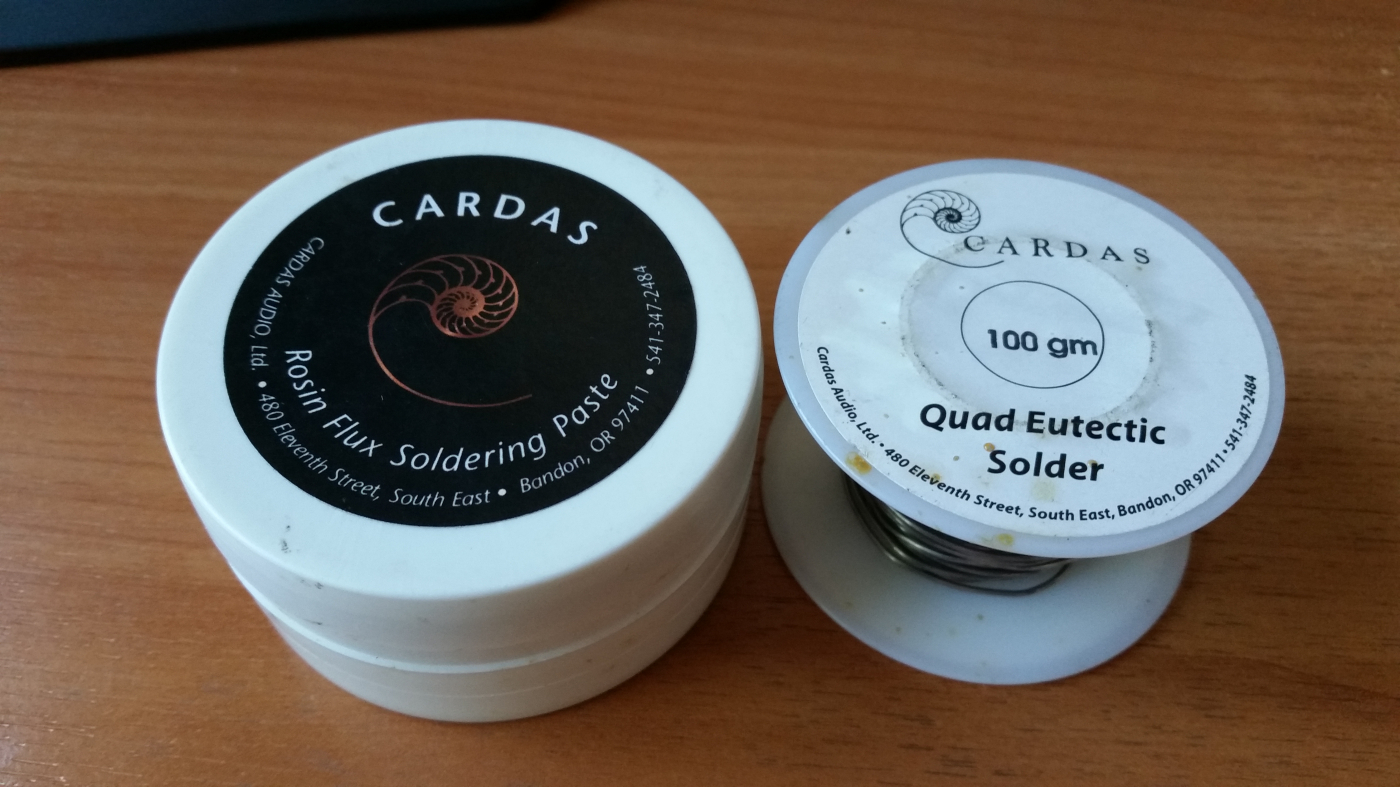 CARDAS
Rosin Flux Soldering Paste
CARDAS AUDIO, Ltd. • 480 Eleventh Street, South East • Bandon, OR 97411 • 541-347-2484
CARDAS
100 gm
Quad Eutectic
Solder
Cardas Audio, Ltd. • 480 Eleventh Street, South East, Bandon, OR 97411 • 541-347-2484